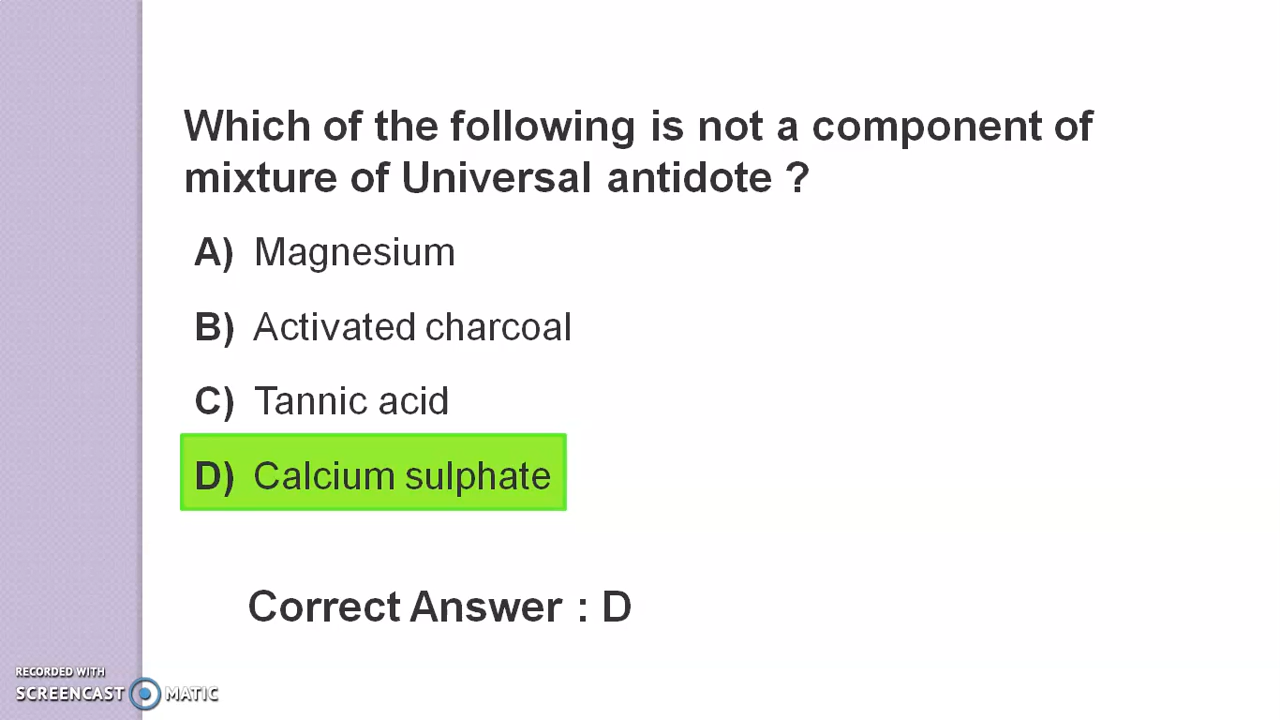 Which of the following is not a component of
mixture of Universal antidote ?
A) Magnesium
B) Activated charcoal
C) Tannic acid
D) Calcium sulphate
Correct Answer : D
RECORDED WITH
SCREENCAST MATIC